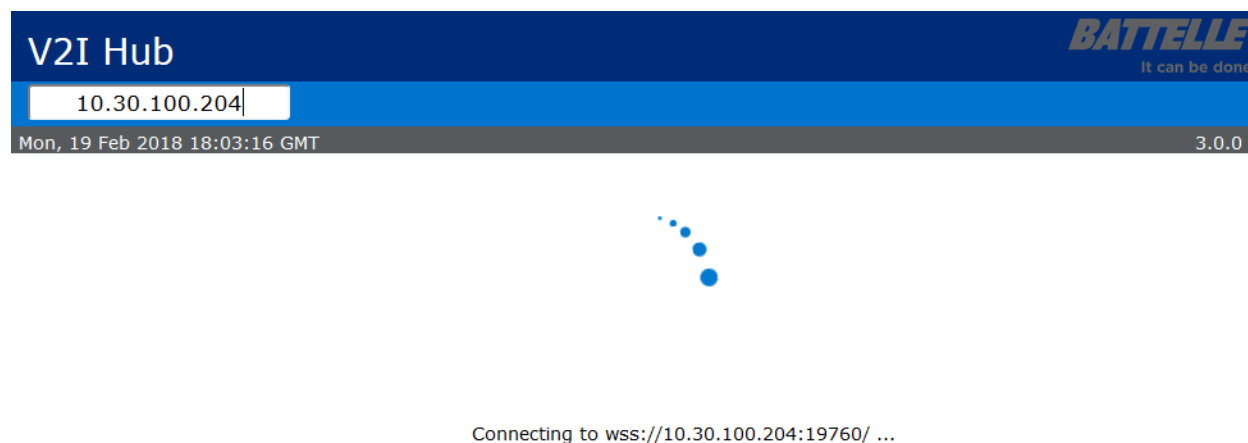 V2I Hub
BATTELLE
It can be done
10.30.100.204
Mon, 19 Feb 2018 18:03:16 GMT
3.0.0
Connecting to wss://10.30.100.204:19760/ ...